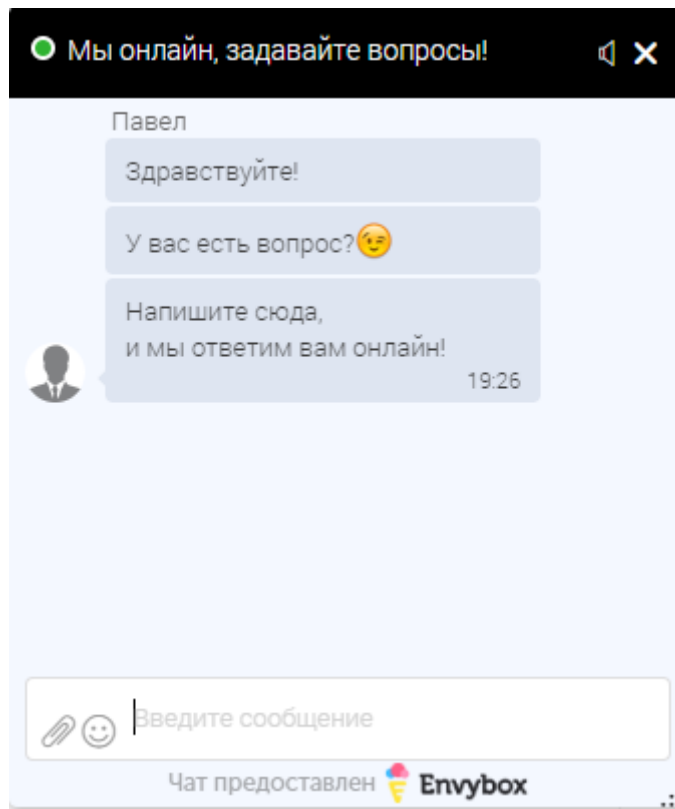 Мы онлайн, задавайте вопросы!
Павел
Здравствуйте!
У вас есть вопрос?😉
Напишите сюда,
и мы ответим вам онлайн!
19:26
Введите сообщение
Чат предоставлен Envybox